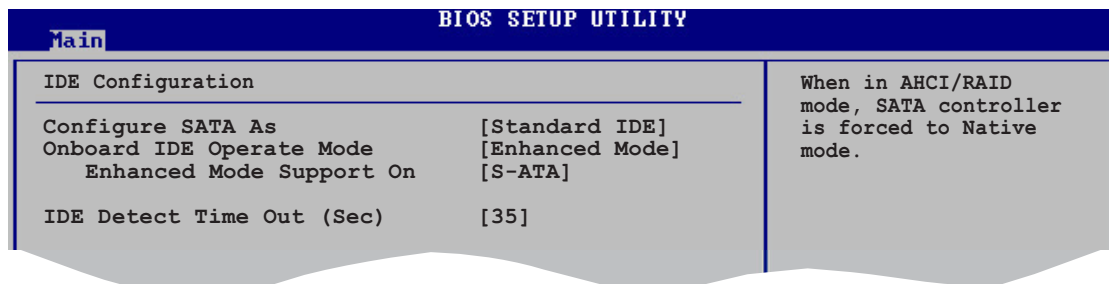 BIOS SETUP UTILITY
Main
IDE Configuration
Configure SATA As [Standard IDE]
Onboard IDE Operate Mode [Enhanced Mode]
Enhanced Mode Support On [S-ATA]
IDE Detect Time Out (Sec) [35]
When in AHCI/RAID
mode, SATA controller
is forced to Native
mode.